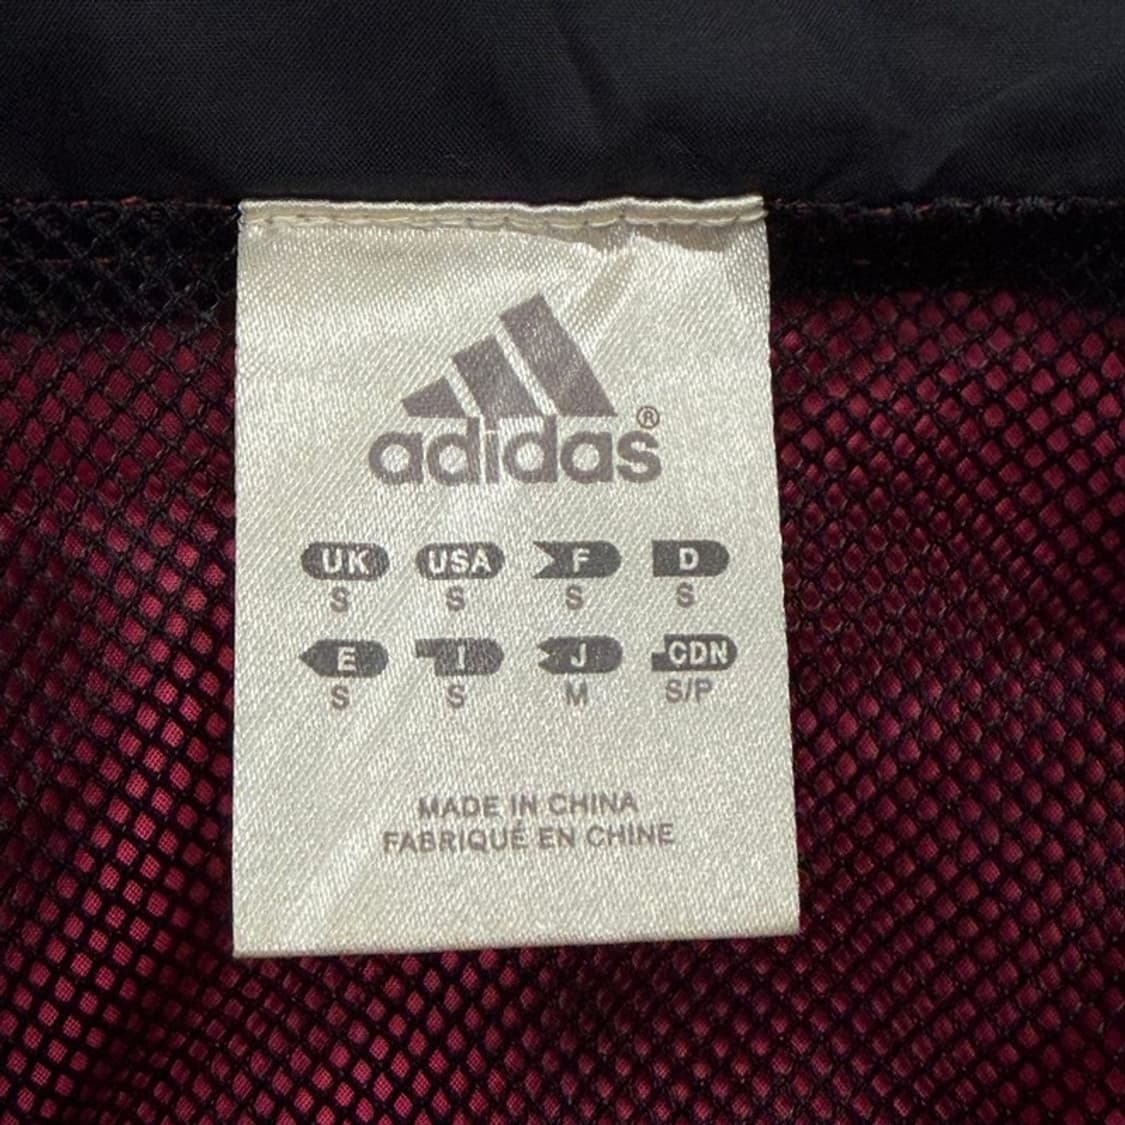 adidas®
UK USA F D
S S S S
E I J CDN
S S M S/P
MADE IN CHINA
FABRIQUÉ EN CHINE